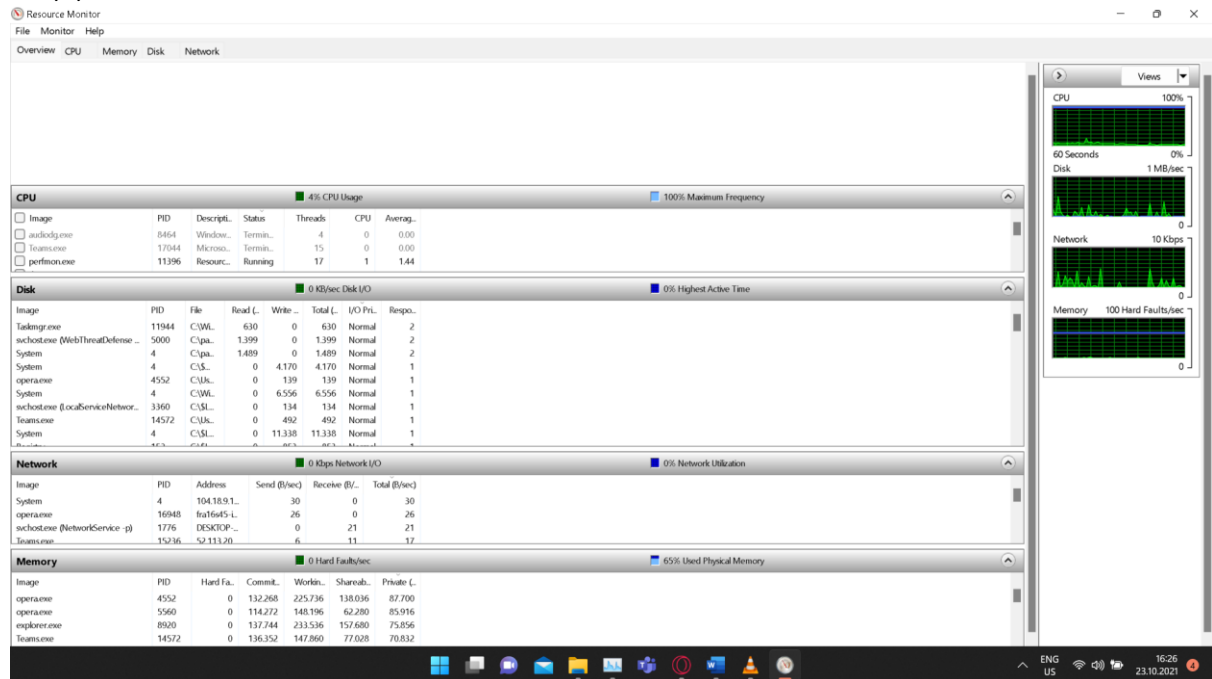 Resource Monitor
File Monitor Help
Overview CPU Memory Disk Network
Views
CPU 100%
60 Seconds 0%
Disk 1 MB/sec
0
Network 10 Kbps
0
Memory 100 Hard Faults/sec
0
CPU 4% CPU Usage 100% Maximum Frequency
Image PID Descripti... Status Threads CPU Averag...
audiodg.exe 8464 Window... Termin... 4 0 0.00
Teams.exe 17044 Microso... Termin... 15 0 0.00
perfmon.exe 11396 Resourc... Running 17 1 1.44
Disk 0 KB/sec Disk I/O 0% Highest Active Time
Image PID File Read (... Write ... Total (... I/O Pri... Respo...
Taskmgr.exe 11944 C:\Wi... 630 0 630 Normal 2
svchost.exe (WebThreatDefense ... 5000 C:\pa... 1.399 0 1.399 Normal 2
System 4 C:\pa... 1.489 0 1.489 Normal 2
System 4 C:\$... 0 4.170 4.170 Normal 1
opera.exe 4552 C:\Us... 0 139 139 Normal 1
System 4 C:\Wi... 0 6.556 6.556 Normal 1
svchost.exe (LocalServiceNetwor... 3360 C:\$L... 0 134 134 Normal 1
Teams.exe 14572 C:\Us... 0 492 492 Normal 1
System 4 C:\$L... 0 11.338 11.338 Normal 1
Network 0 Kbps Network I/O 0% Network Utilization
Image PID Address Send (B/sec) Receive (B/... Total (B/sec)
System 4 104.18.9.1... 30 0 30
opera.exe 16948 fra16s45-i... 26 0 26
svchost.exe (NetworkService -p) 1776 DESKTOP-... 0 21 21
Teams.exe 15236 52.113.20... 6 11 17
Memory 0 Hard Faults/sec 65% Used Physical Memory
Image PID Hard Fa... Commit... Workin... Shareab... Private (...
opera.exe 4552 0 132.268 225.736 138.036 87.700
opera.exe 5560 0 114.272 148.196 62.280 85.916
explorer.exe 8920 0 137.744 233.536 157.680 75.856
Teams.exe 14572 0 136.352 147.860 77.028 70.832
ENG
US
16:26
23.10.2021
4